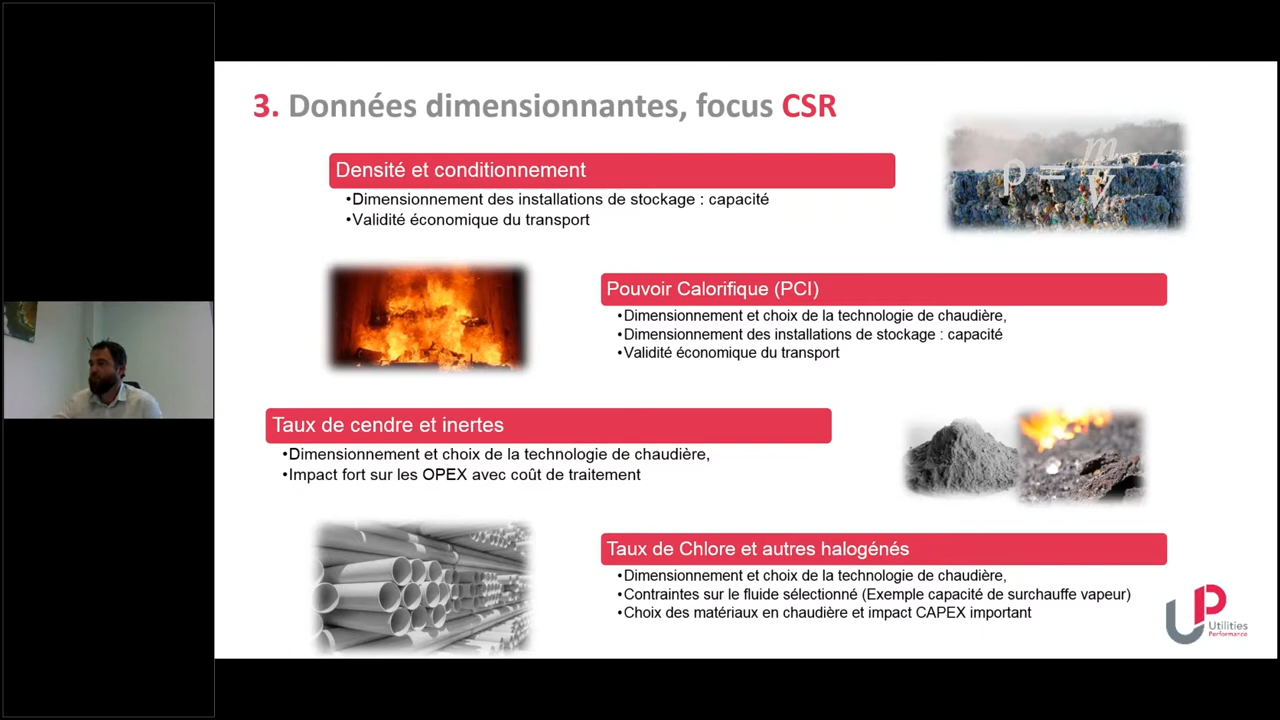 3. Données dimensionnantes, focus CSR
Densité et conditionnement
•Dimensionnement des installations de stockage : capacité
•Validité économique du transport
ρ = m/V
Pouvoir Calorifique (PCI)
•Dimensionnement et choix de la technologie de chaudière,
•Dimensionnement des installations de stockage : capacité
•Validité économique du transport
Taux de cendre et inertes
•Dimensionnement et choix de la technologie de chaudière,
•Impact fort sur les OPEX avec coût de traitement
Taux de Chlore et autres halogénés
•Dimensionnement et choix de la technologie de chaudière,
•Contraintes sur le fluide sélectionné (Exemple capacité de surchauffe vapeur)
•Choix des matériaux en chaudière et impact CAPEX important
UP
Utilities
Performance